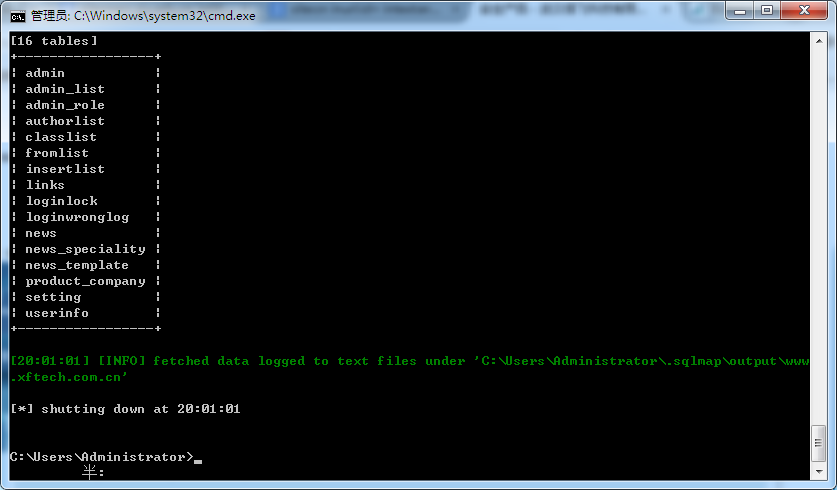 管理员: C:\Windows\system32\cmd.exe
[16 tables]
+-----------------+
| admin           |
| admin_list      |
| admin_role      |
| authorlist      |
| classlist       |
| fromlist        |
| insertlist      |
| links           |
| loginlock       |
| loginwronglog   |
| news            |
| news_speciality |
| news_template   |
| product_company |
| setting         |
| userinfo        |
+-----------------+
[20:01:01] [INFO] fetched data logged to text files under 'C:\Users\Administrator\.sqlmap\output\www
.xftech.com.cn'
[*] shutting down at 20:01:01
C:\Users\Administrator>_
半: